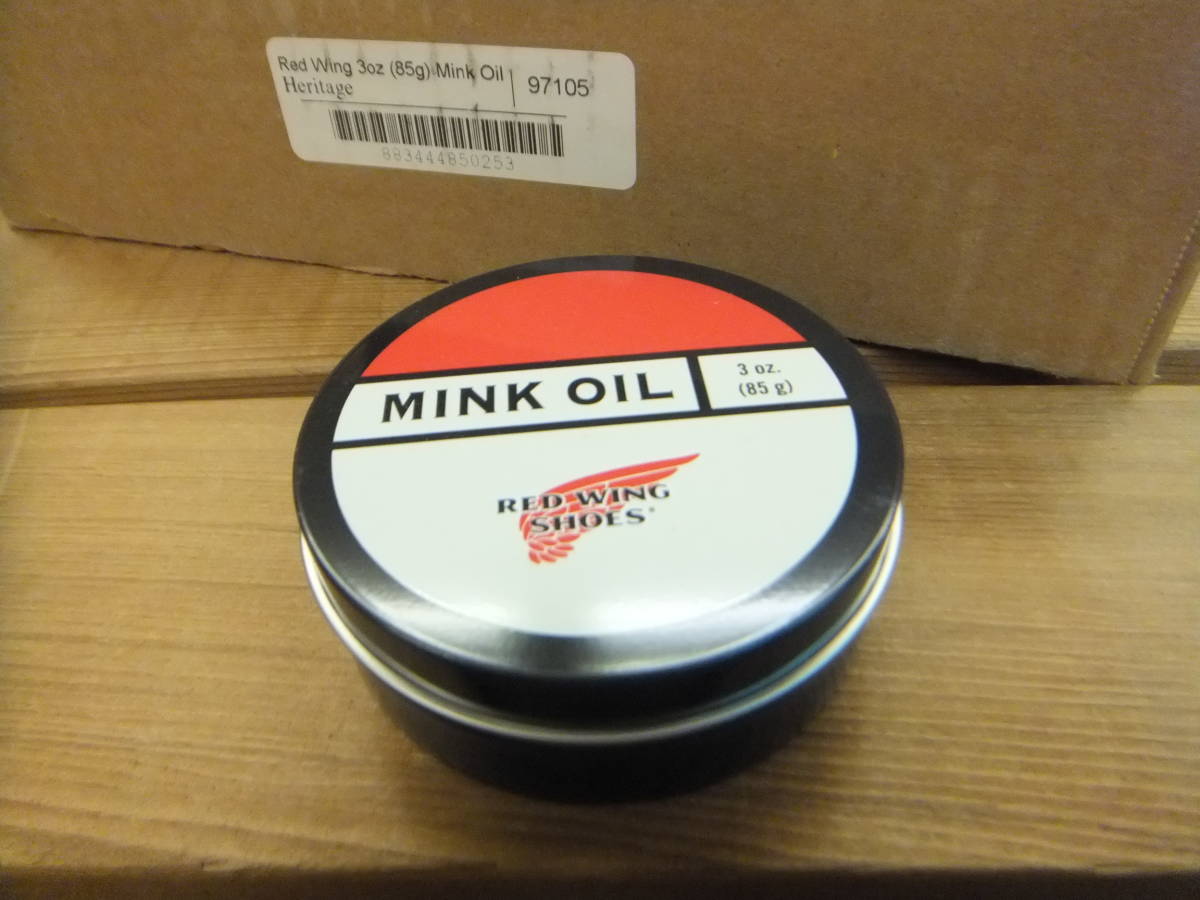 Red Wing 3oz (85g) Mink Oil
Heritage
97105
883444850253
MINK OIL
3 oz.
(85 g)
RED WING
SHOES®